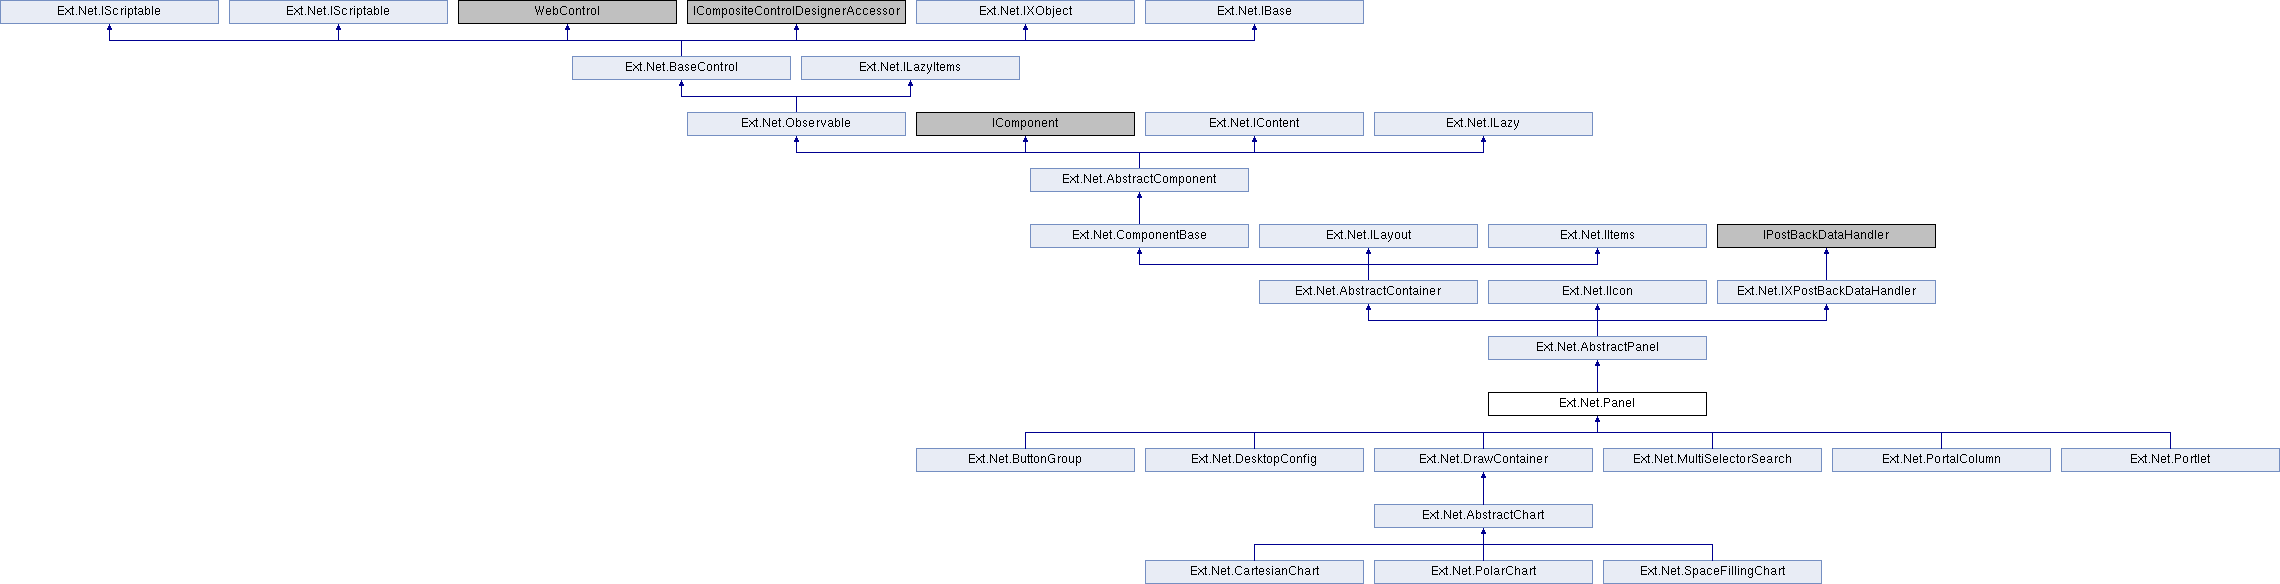 Ext.Net.IScriptable
Ext.Net.IScriptable
WebControl
ICompositeControlDesignerAccessor
Ext.Net.IXObject
Ext.Net.IBase
Ext.Net.BaseControl
Ext.Net.ILazyItems
Ext.Net.Observable
IComponent
Ext.Net.IContent
Ext.Net.ILazy
Ext.Net.AbstractComponent
Ext.Net.ComponentBase
Ext.Net.ILayout
Ext.Net.IItems
IPostBackDataHandler
Ext.Net.AbstractContainer
Ext.Net.IIcon
Ext.Net.IXPostBackDataHandler
Ext.Net.AbstractPanel
Ext.Net.Panel
Ext.Net.ButtonGroup
Ext.Net.DesktopConfig
Ext.Net.DrawContainer
Ext.Net.MultiSelectorSearch
Ext.Net.PortalColumn
Ext.Net.Portlet
Ext.Net.AbstractChart
Ext.Net.CartesianChart
Ext.Net.PolarChart
Ext.Net.SpaceFillingChart